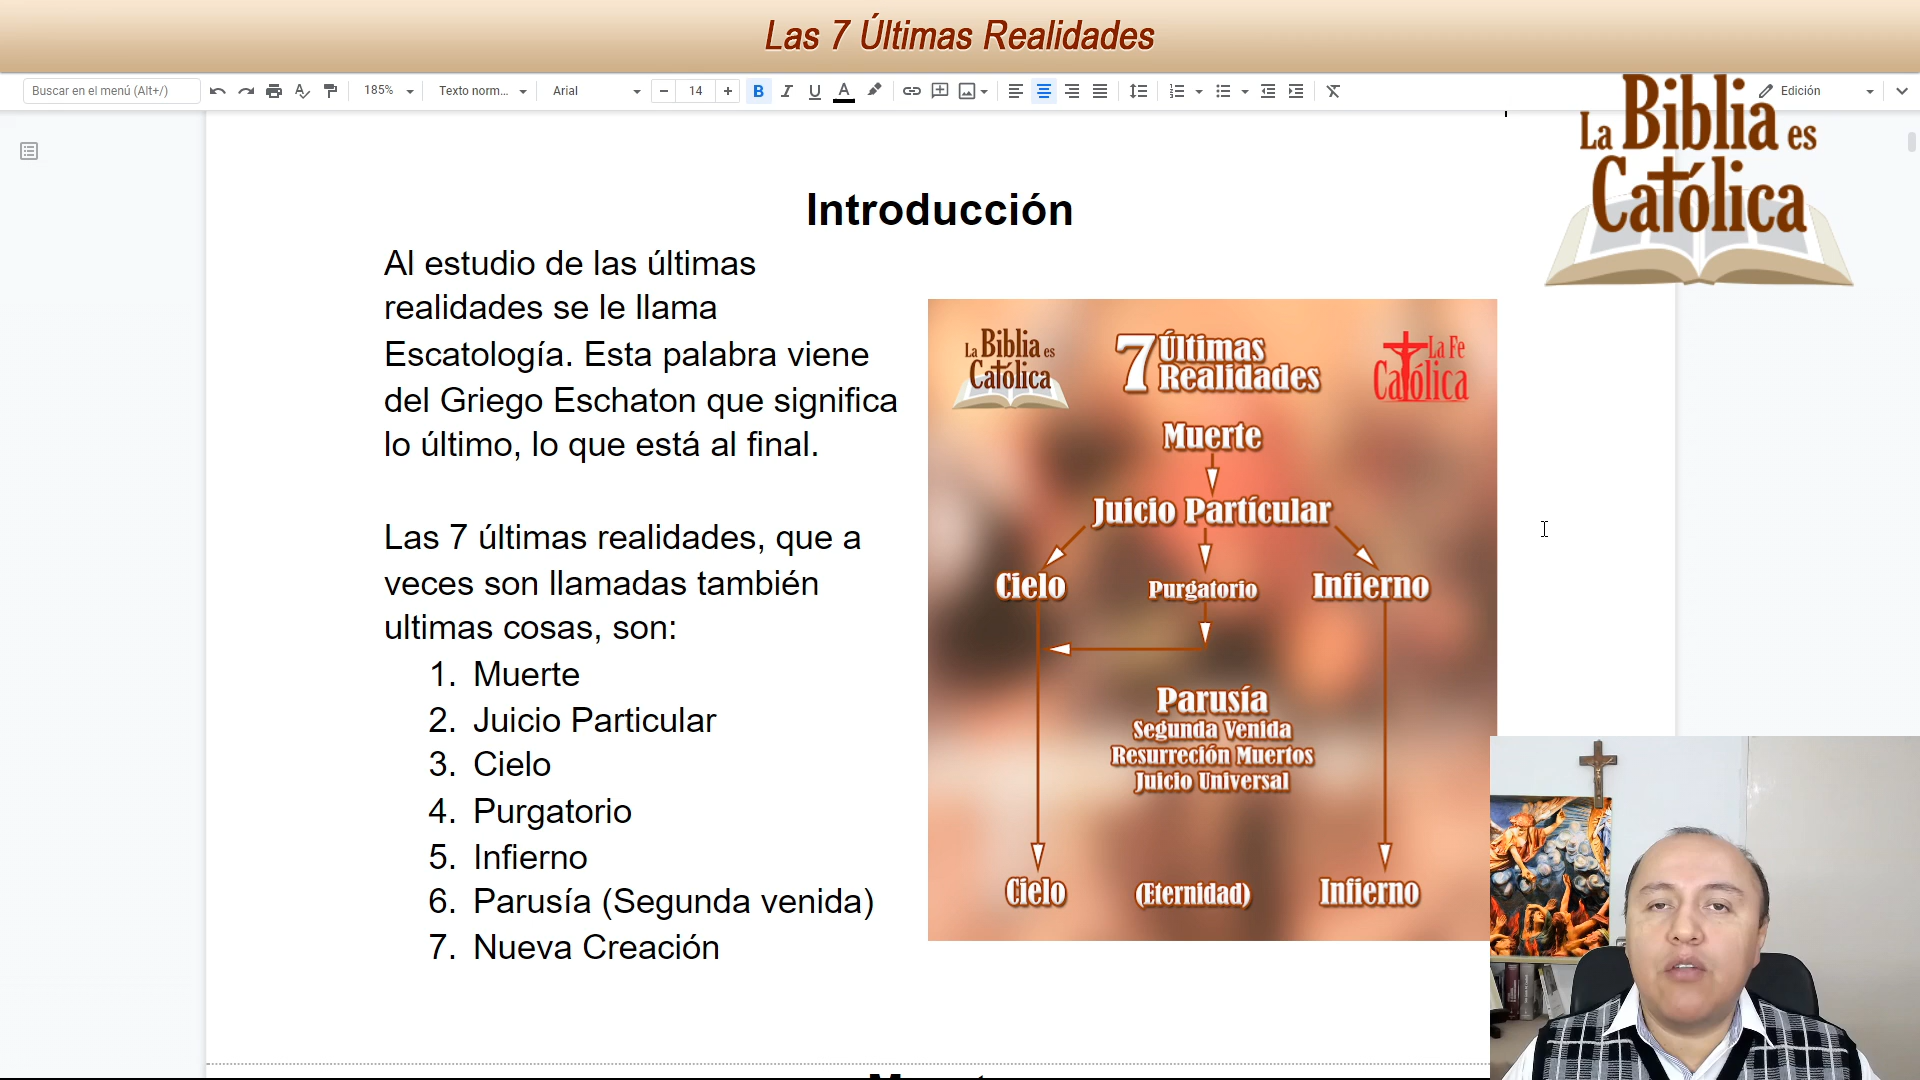 Las 7 Últimas Realidades
Buscar en el menú (Alt+/)
185%
Texto norm...
Arial
14
Edición
La Biblia es
Católica
Introducción
Al estudio de las últimas
realidades se le llama
Escatología. Esta palabra viene
del Griego Eschaton que significa
lo último, lo que está al final.
Las 7 últimas realidades, que a
veces son llamadas también
ultimas cosas, son:
1. Muerte
2. Juicio Particular
3. Cielo
4. Purgatorio
5. Infierno
6. Parusía (Segunda venida)
7. Nueva Creación
La Biblia es
Católica
7 Últimas
Realidades
La Fe
Católica
Muerte
Juicio Partícular
Cielo
Purgatorio
Infierno
Parusía
Segunda Venida
Resurreción Muertos
Juicio Universal
Cielo
(Eternidad)
Infierno